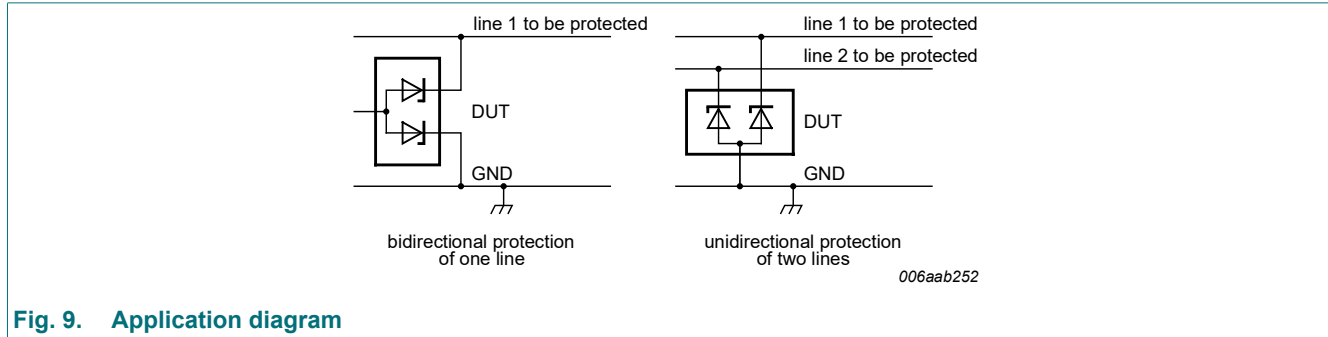 line 1 to be protected
DUT
GND
bidirectional protection
of one line
line 1 to be protected
line 2 to be protected
DUT
GND
unidirectional protection
of two lines
006aab252
Fig. 9. Application diagram